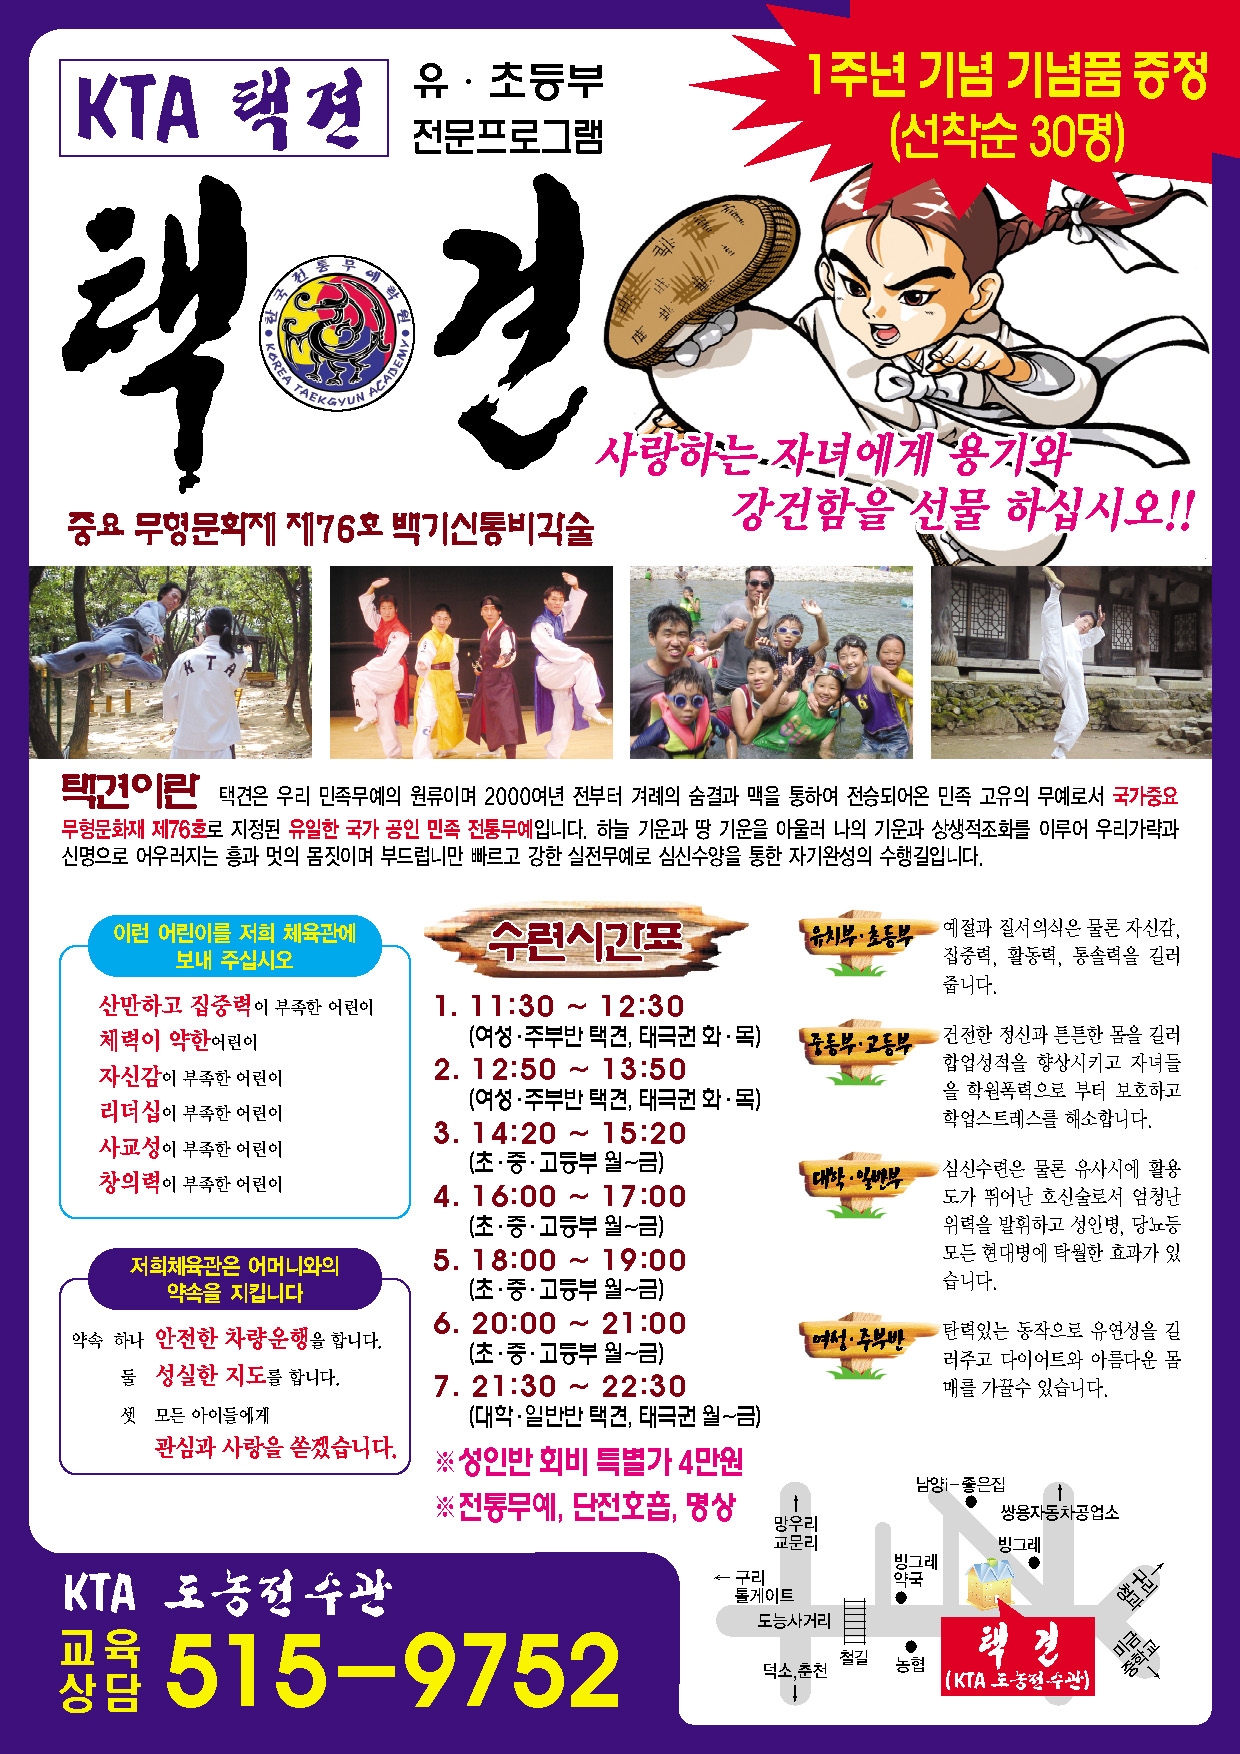 1주년 기념 기념품 증정
(선착순 30명)
KTA 택견
유·초등부
전문프로그램
택견
한국전통무예학원
KOREA TAEKGYUN ACADEMY
사랑하는 자녀에게 용기와
강건함을 선물 하십시오!!
중요 무형문화제 제76호 백기신통비각술
KTA
택견이란 택견은 우리 민족무예의 원류이며 2000여년 전부터 겨레의 숨결과 맥을 통하여 전승되어온 민족 고유의 무예로서 국가중요
무형문화재 제76호로 지정된 유일한 국가 공인 민족 전통무예입니다. 하늘 기운과 땅 기운을 아울러 나의 기운과 상생적조화를 이루어 우리가락과
신명으로 어우러지는 흥과 멋의 몸짓이며 부드럽니만 빠르고 강한 실전무예로 심신수양을 통한 자기완성의 수행길입니다.
이런 어린이를 저희 체육관에
보내 주십시오
산만하고 집중력이 부족한 어린이
체력이 약한어린이
자신감이 부족한 어린이
리더십이 부족한 어린이
사교성이 부족한 어린이
창의력이 부족한 어린이
저희체육관은 어머니와의
약속을 지킵니다
약속 하나 안전한 차량운행을 합니다.
둘 성실한 지도를 합니다.
셋 모든 아이들에게
관심과 사랑을 쏟겠습니다.
수련시간표
1. 11:30 ~ 12:30
(여성·주부반 택견, 태극권 화·목)
2. 12:50 ~ 13:50
(여성·주부반 택견, 태극권 화·목)
3. 14:20 ~ 15:20
(초·중·고등부 월~금)
4. 16:00 ~ 17:00
(초·중·고등부 월~금)
5. 18:00 ~ 19:00
(초·중·고등부 월~금)
6. 20:00 ~ 21:00
(초·중·고등부 월~금)
7. 21:30 ~ 22:30
(대학·일반반 택견, 태극권 월~금)
※성인반 회비 특별가 4만원
※전통무예, 단전호흡, 명상
유치부·초등부
예절과 질서의식은 물론 자신감,
집중력, 활동력, 통솔력을 길러
줍니다.
중등부·고등부
건전한 정신과 튼튼한 몸을 길러
합업성적을 향상시키고 자녀들
을 학원폭력으로 부터 보호하고
학업스트레스를 해소합니다.
대학·일반부
심신수련은 물론 유사시에 활용
도가 뛰어난 호신술로서 엄청난
위력을 발휘하고 성인병, 당뇨등
모든 현대병에 탁월한 효과가 있
습니다.
여성·주부반
탄력있는 동작으로 유연성을 길
러주고 다이어트와 아름다운 몸
매를 가꿀수 있습니다.
남양i-좋은집
쌍용자동차공업소
망우리
교문리
빙그레
빙그레
약국
← 구리
톨게이트
도농사거리
철길
농협
덕소,춘천
택견
(KTA 도농전수관)
KTA 도농전수관
교육
상담
515-9752